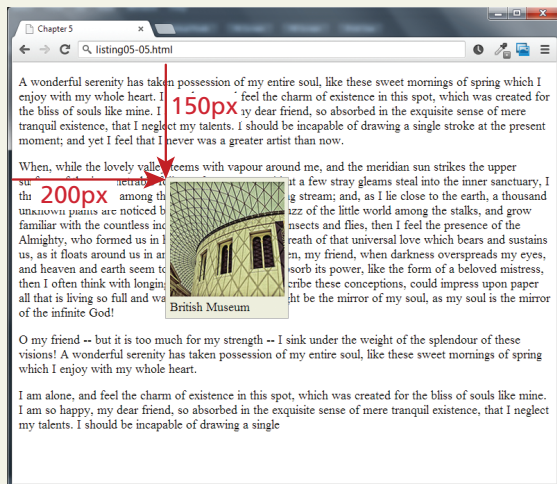 Chapter 5
listing05-05.html
A wonderful serenity has taken possession of my entire soul, like these sweet mornings of spring which I
enjoy with my whole heart. I feel the charm of existence in this spot, which was created for
the bliss of souls like mine. I my dear friend, so absorbed in the exquisite sense of mere
tranquil existence, that I neglect my talents. I should be incapable of drawing a single stroke at the present
moment; and yet I feel that I never was a greater artist than now.
150px
When, while the lovely valley teems with vapour around me, and the meridian sun strikes the upper
a few stray gleams steal into the inner sanctuary, I
200px
among the stream; and, as I lie close to the earth, a thousand
unknown plants are noticed b zz of the little world among the stalks, and grow
familiar with the countless ind nsects and flies, then I feel the presence of the
Almighty, who formed us in h reath of that universal love which bears and sustains
us, as it floats around us in an en, my friend, when darkness overspreads my eyes,
and heaven and earth seem to sorb its power, like the form of a beloved mistress,
then I often think with longing ribe these conceptions, could impress upon paper
all that is living so full and wa ght be the mirror of my soul, as my soul is the mirror
of the infinite God!
British Museum
O my friend -- but it is too much for my strength -- I sink under the weight of the splendour of these
visions! A wonderful serenity has taken possession of my entire soul, like these sweet mornings of spring
which I enjoy with my whole heart.
I am alone, and feel the charm of existence in this spot, which was created for the bliss of souls like mine.
I am so happy, my dear friend, so absorbed in the exquisite sense of mere tranquil existence, that I neglect
my talents. I should be incapable of drawing a single